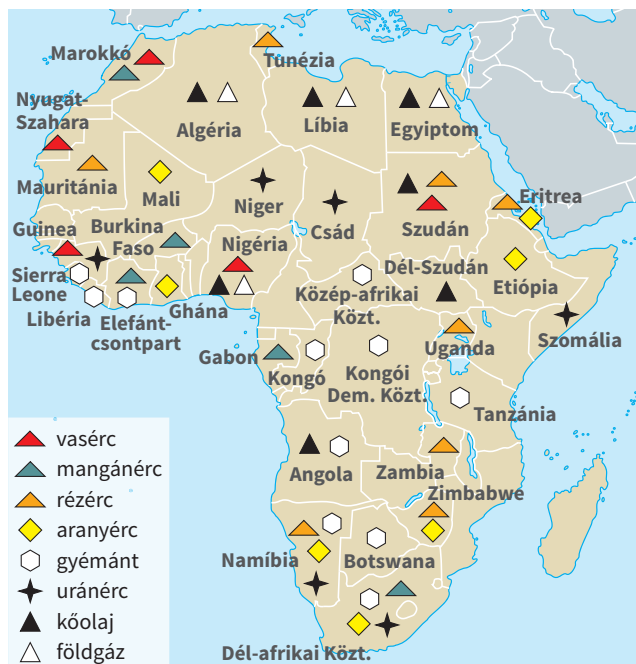 Marokkó
Tunézia
Algéria
Líbia
Egyiptom
Nyugat-
Szahara
Mauritánia
Mali
Niger
Csád
Szudán
Eritrea
Guinea
Burkina
Faso
Nigéria
Dél-Szudán
Etiópia
Sierra
Leone
Libéria
Elefánt-
csontpart
Ghána
Közép-afrikai
Közt.
Szomália
Gabon
Kongó
Kongói
Dem. Közt.
Uganda
Tanzánia
Angola
Zambia
Zimbabwe
Namíbia
Botswana
Dél-afrikai Közt.
vasérc
mangánérc
rézérc
aranyérc
gyémánt
uránérc
kőolaj
földgáz